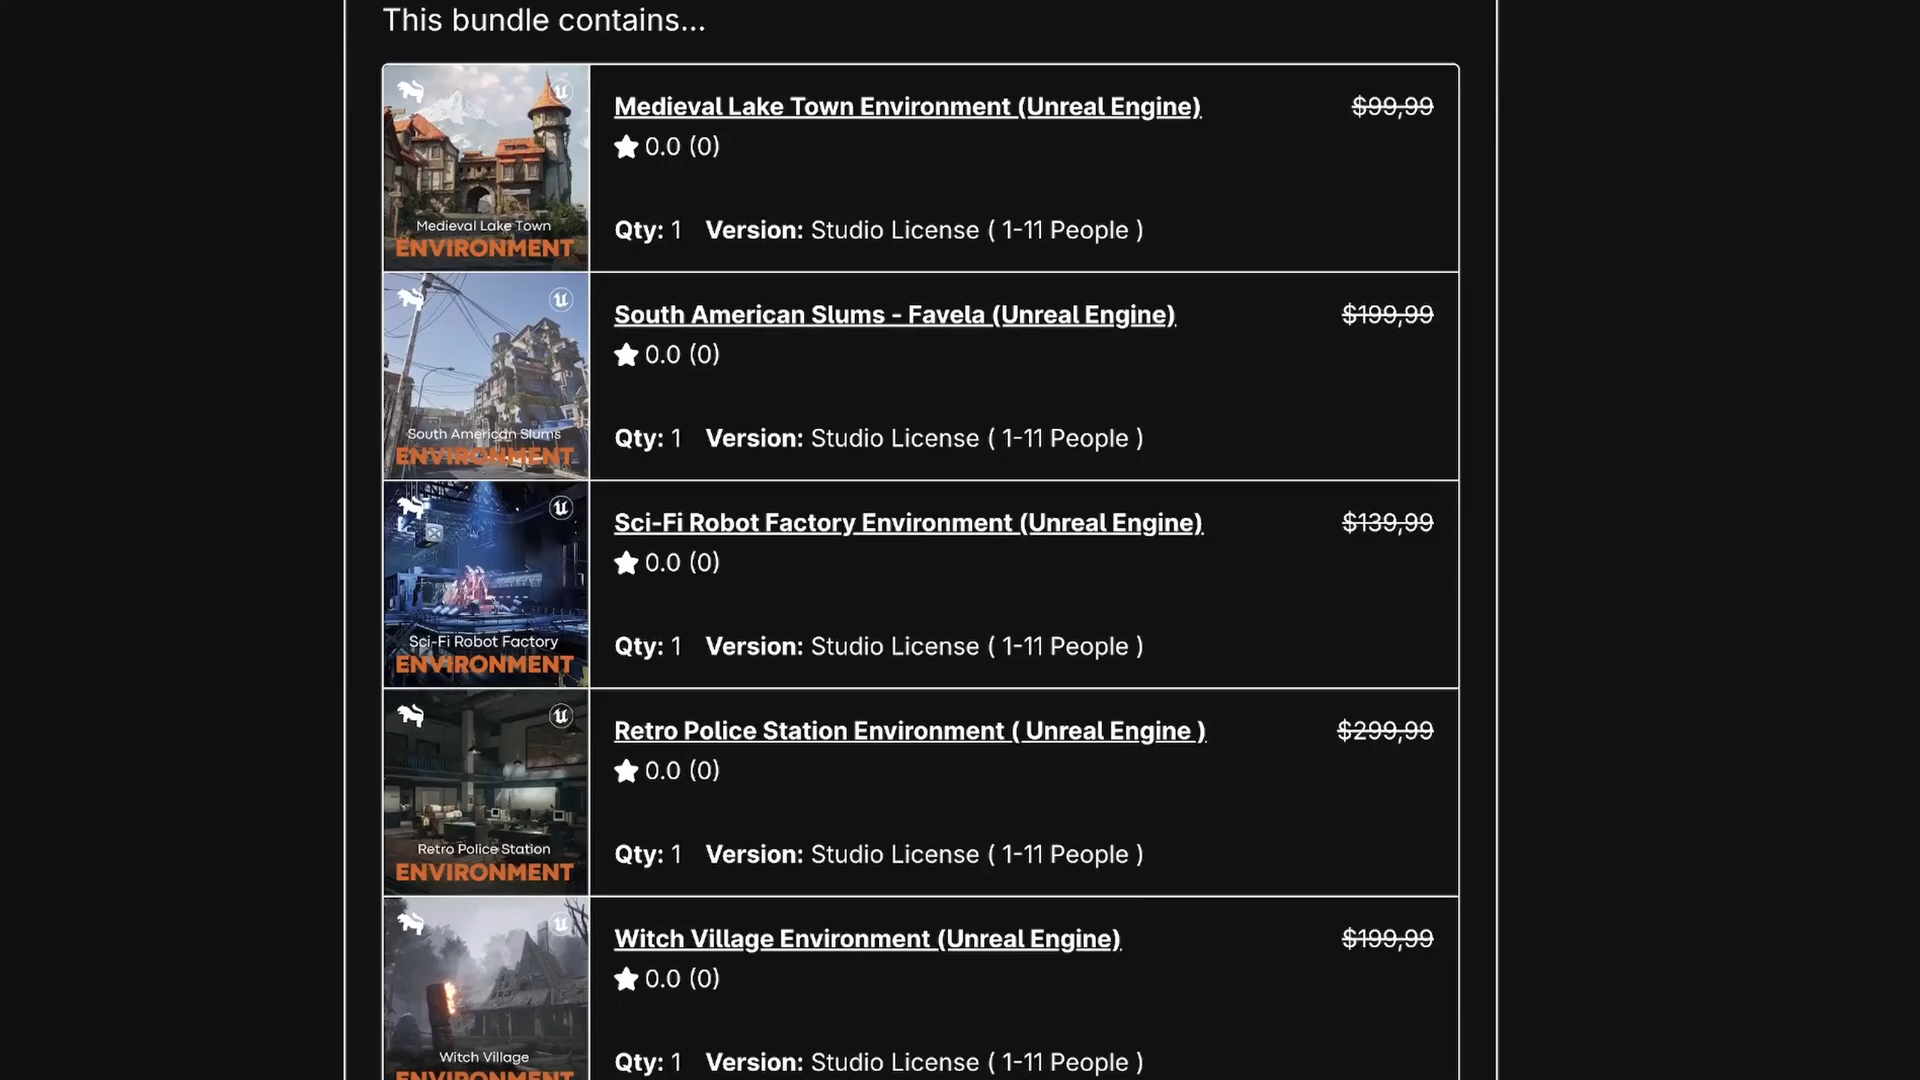 This bundle contains...
Medieval Lake Town
ENVIRONMENT
Medieval Lake Town Environment (Unreal Engine)
$99,99
0.0 (0)
Qty: 1 Version: Studio License ( 1-11 People )
South American Slums
ENVIRONMENT
South American Slums - Favela (Unreal Engine)
$199,99
0.0 (0)
Qty: 1 Version: Studio License ( 1-11 People )
Sci-Fi Robot Factory
ENVIRONMENT
Sci-Fi Robot Factory Environment (Unreal Engine)
$139,99
0.0 (0)
Qty: 1 Version: Studio License ( 1-11 People )
Retro Police Station
ENVIRONMENT
Retro Police Station Environment ( Unreal Engine )
$299,99
0.0 (0)
Qty: 1 Version: Studio License ( 1-11 People )
Witch Village
ENVIRONMENT
Witch Village Environment (Unreal Engine)
$199,99
0.0 (0)
Qty: 1 Version: Studio License ( 1-11 People )